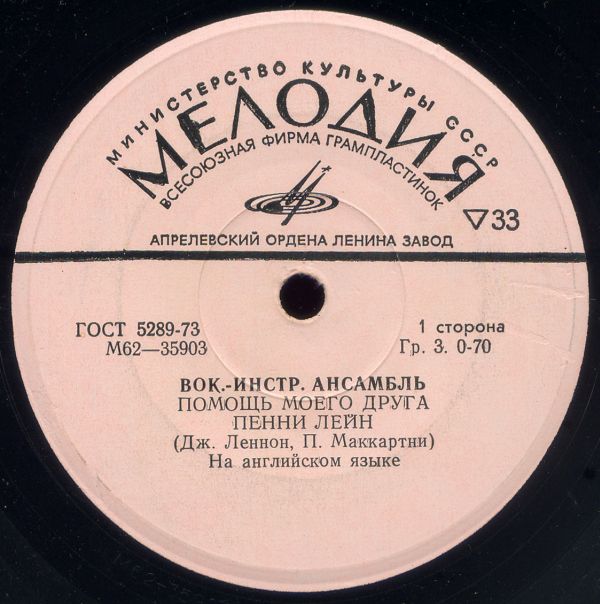 МИНИСТЕРСТВО КУЛЬТУРЫ СССР
МЕЛОДИЯ
ВСЕСОЮЗНАЯ ФИРМА ГРАМПЛАСТИНОК
▽33
АПРЕЛЕВСКИЙ ОРДЕНА ЛЕНИНА ЗАВОД
ГОСТ 5289-73
1 сторона
М62—35903
Гр. 3. 0-70
ВОК.-ИНСТР. АНСАМБЛЬ
ПОМОЩЬ МОЕГО ДРУГА
ПЕННИ ЛЕЙН
(Дж. Леннон, П. Маккартни)
На английском языке